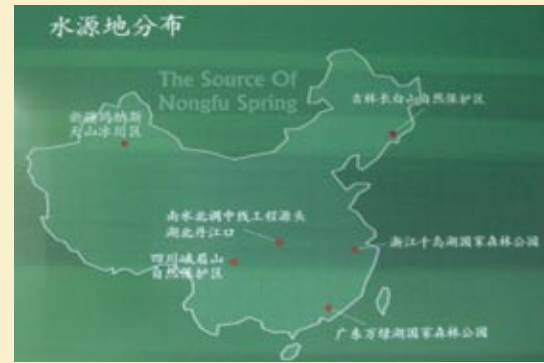 水源地分布
The Source Of
Nongfu Spring
吉林长白山自然保护区
新疆玛纳斯
天山冰川区
南水北调中线工程源头
湖北丹江口
浙江千岛湖国家森林公园
四川峨眉山
自然保护区
广东万绿湖国家森林公园